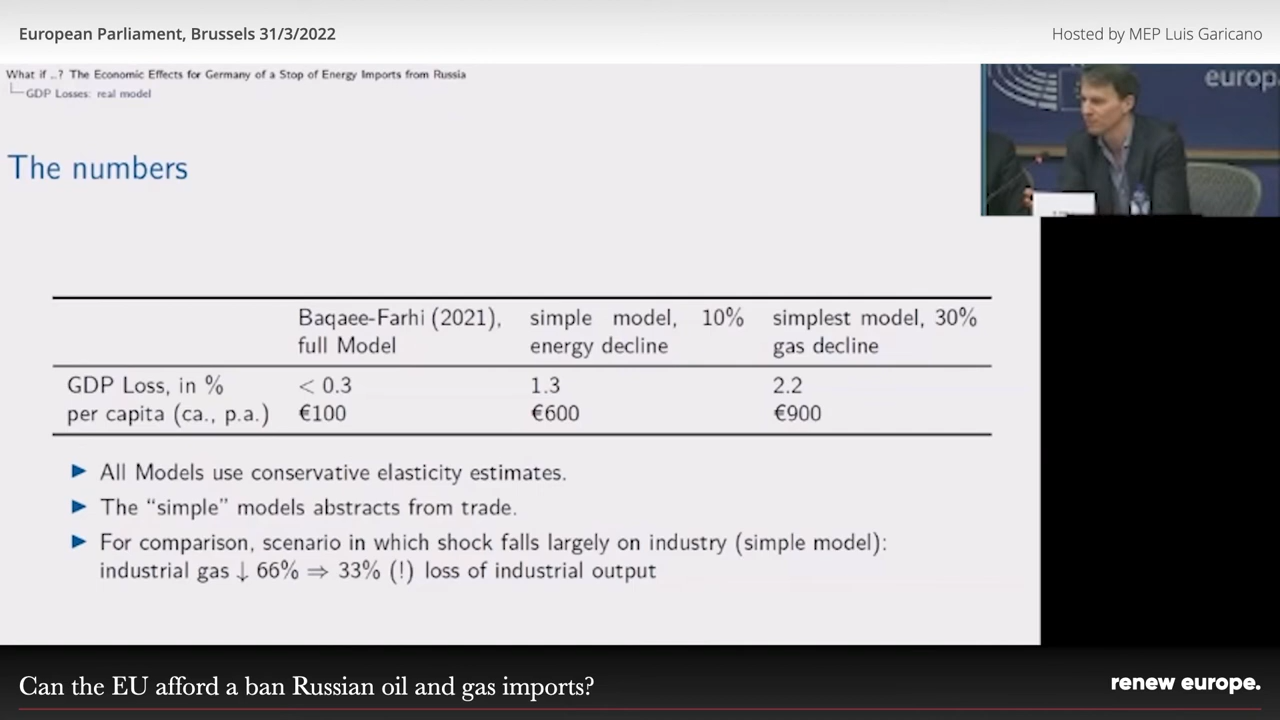 European Parliament, Brussels 31/3/2022
Hosted by MEP Luis Garicano
What if ..? The Economic Effects for Germany of a Stop of Energy Imports from Russia
GDP Losses: real model
europ
The numbers
Baqaee-Farhi (2021), full Model
simple model, 10% energy decline
simplest model, 30% gas decline
GDP Loss, in % < 0.3 1.3 2.2
per capita (ca., p.a.) €100 €600 €900
▶ All Models use conservative elasticity estimates.
▶ The “simple” models abstracts from trade.
▶ For comparison, scenario in which shock falls largely on industry (simple model):
industrial gas ↓ 66% ⇒ 33% (!) loss of industrial output
Can the EU afford a ban Russian oil and gas imports?
renew europe.